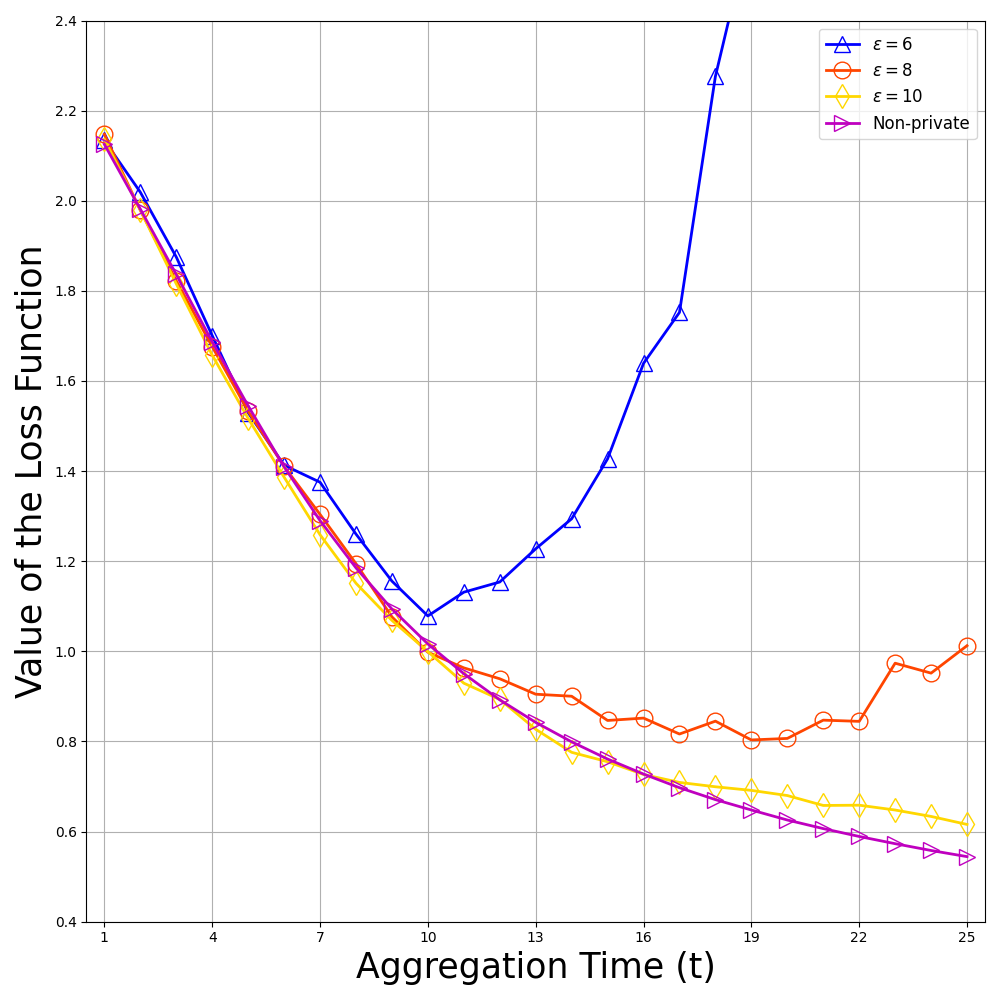 2.4
2.2
2.0
1.8
1.6
1.4
1.2
1.0
0.8
0.6
0.4
Value of the Loss Function
1 4 7 10 13 16 19 22 25
Aggregation Time (t)
ε = 6
ε = 8
ε = 10
Non-private